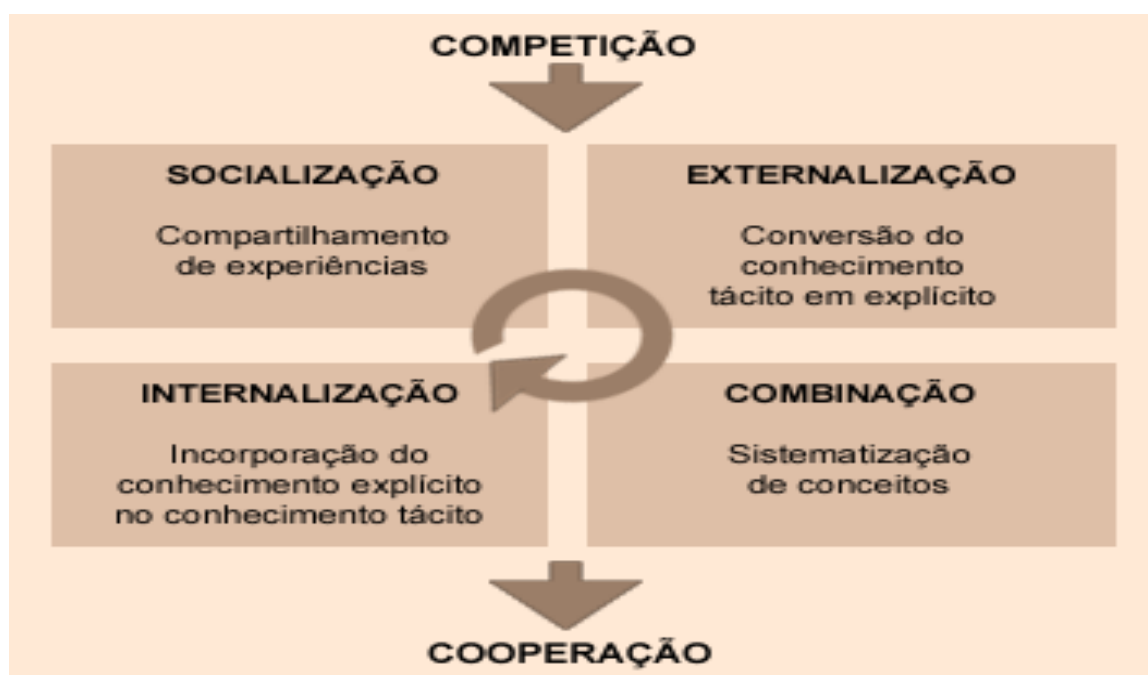 COMPETIÇÃO
SOCIALIZAÇÃO
Compartilhamento
de experiências
EXTERNALIZAÇÃO
Conversão do
conhecimento
tácito em explícito
INTERNALIZAÇÃO
Incorporação do
conhecimento explícito
no conhecimento tácito
COMBINAÇÃO
Sistematização
de conceitos
COOPERAÇÃO